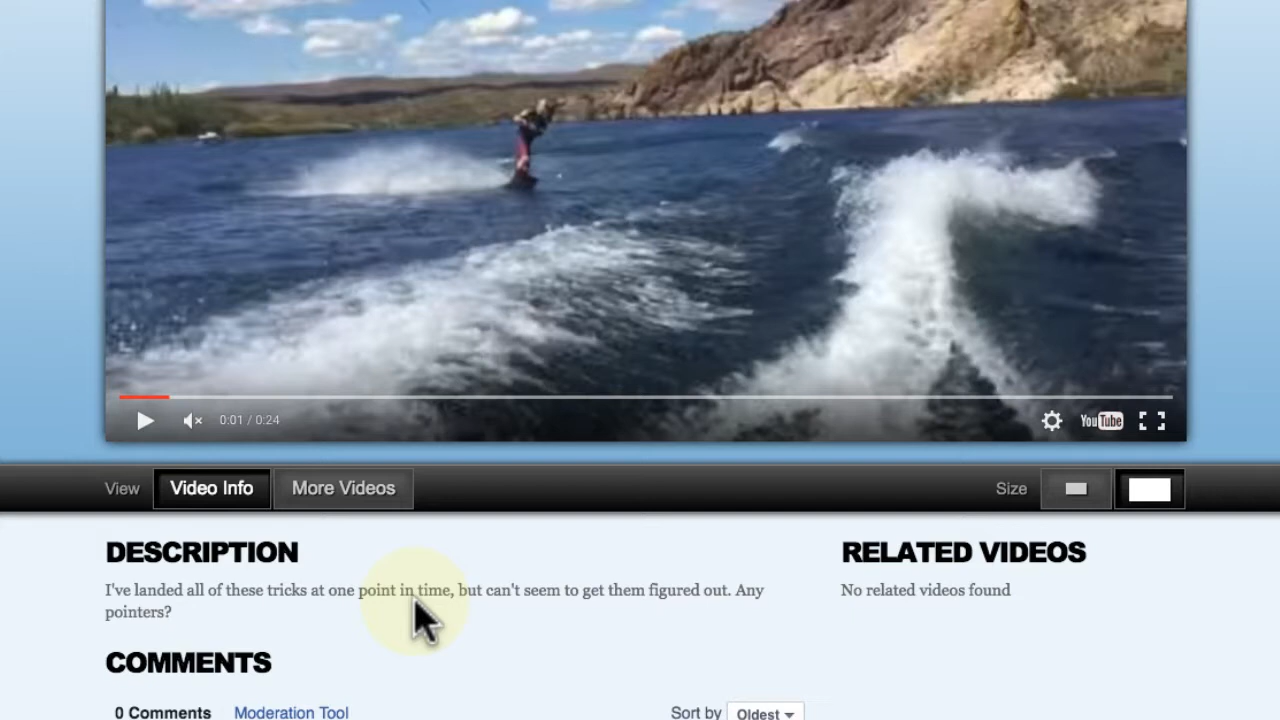 0:01 / 0:24
YouTube
View
Video Info
More Videos
Size
DESCRIPTION
I've landed all of these tricks at one point in time, but can't seem to get them figured out. Any
pointers?
RELATED VIDEOS
No related videos found
COMMENTS
0 Comments
Moderation Tool
Sort by
Oldest